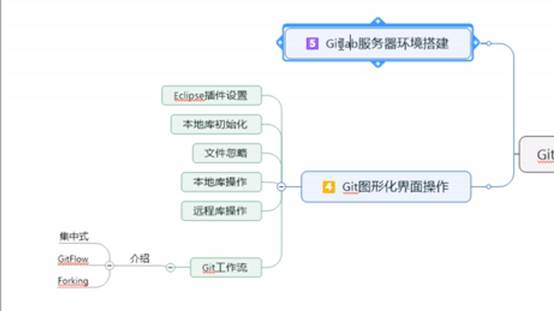 5 Gitlab服务器环境搭建
Eclipse插件设置
本地库初始化
文件忽略
本地库操作
4 Git图形化界面操作
远程库操作
集中式
介绍
Git工作流
GitFlow
Forking
Git